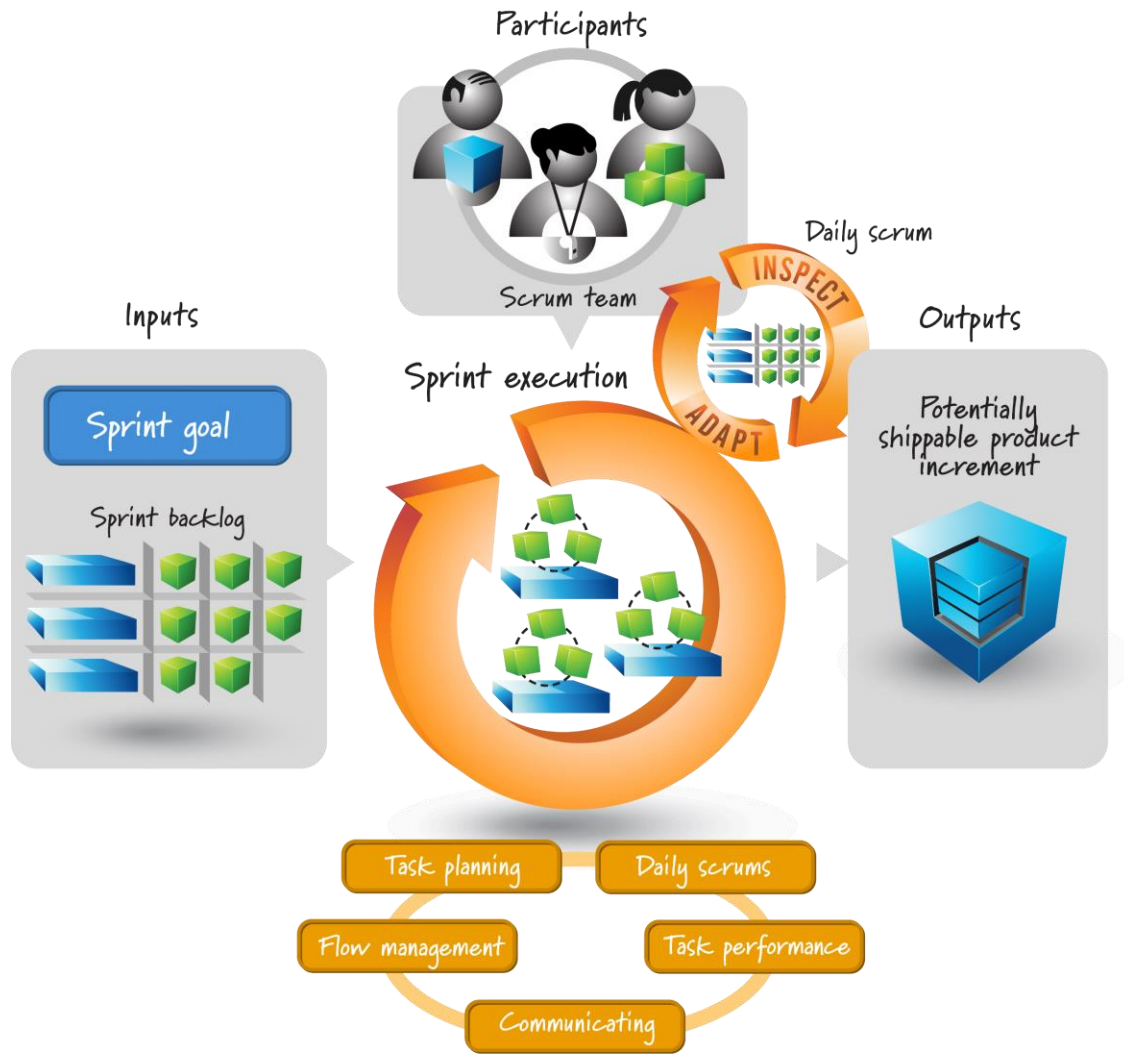 Participants
Scrum team
Daily scrum
INSPECT
ADAPT
Inputs
Sprint goal
Sprint backlog
Sprint execution
Outputs
Potentially
shippable product
increment
Task planning
Daily scrums
Flow management
Task performance
Communicating